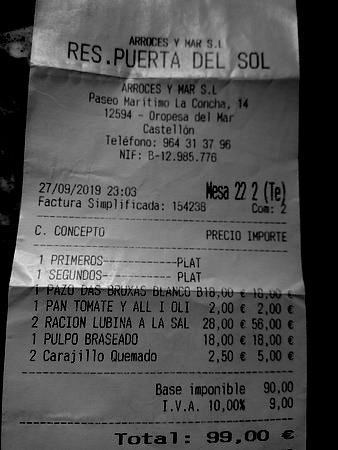 ARROCES Y MAR S.L
RES.PUERTA DEL SOL
ARROCES Y MAR S.L
Paseo Marítimo La Concha, 14
12594 - Oropesa del Mar
Castellón
Teléfono: 964 31 37 96
NIF: B-12.985.776
27/09/2019 23:03 Mesa 22 2 (Te)
Factura Simplificada: 154238 Com: 2
C. CONCEPTO PRECIO IMPORTE
1 PRIMEROS--------------PLAT
1 SEGUNDOS-------------- PLAT
1 PAZO DAS BRUXAS BLANCO B18,00 € 18,00 €
1 PAN TOMATE Y ALL I OLI 2,00 € 2,00 €
2 RACION LUBINA A LA SAL 28,00 € 56,00 €
1 PULPO BRASEADO 18,00 € 18,00 €
2 Carajillo Quemado 2,50 € 5,00 €
Base imponible 90,00
I.V.A. 10,00% 9,00
Total: 99,00 €